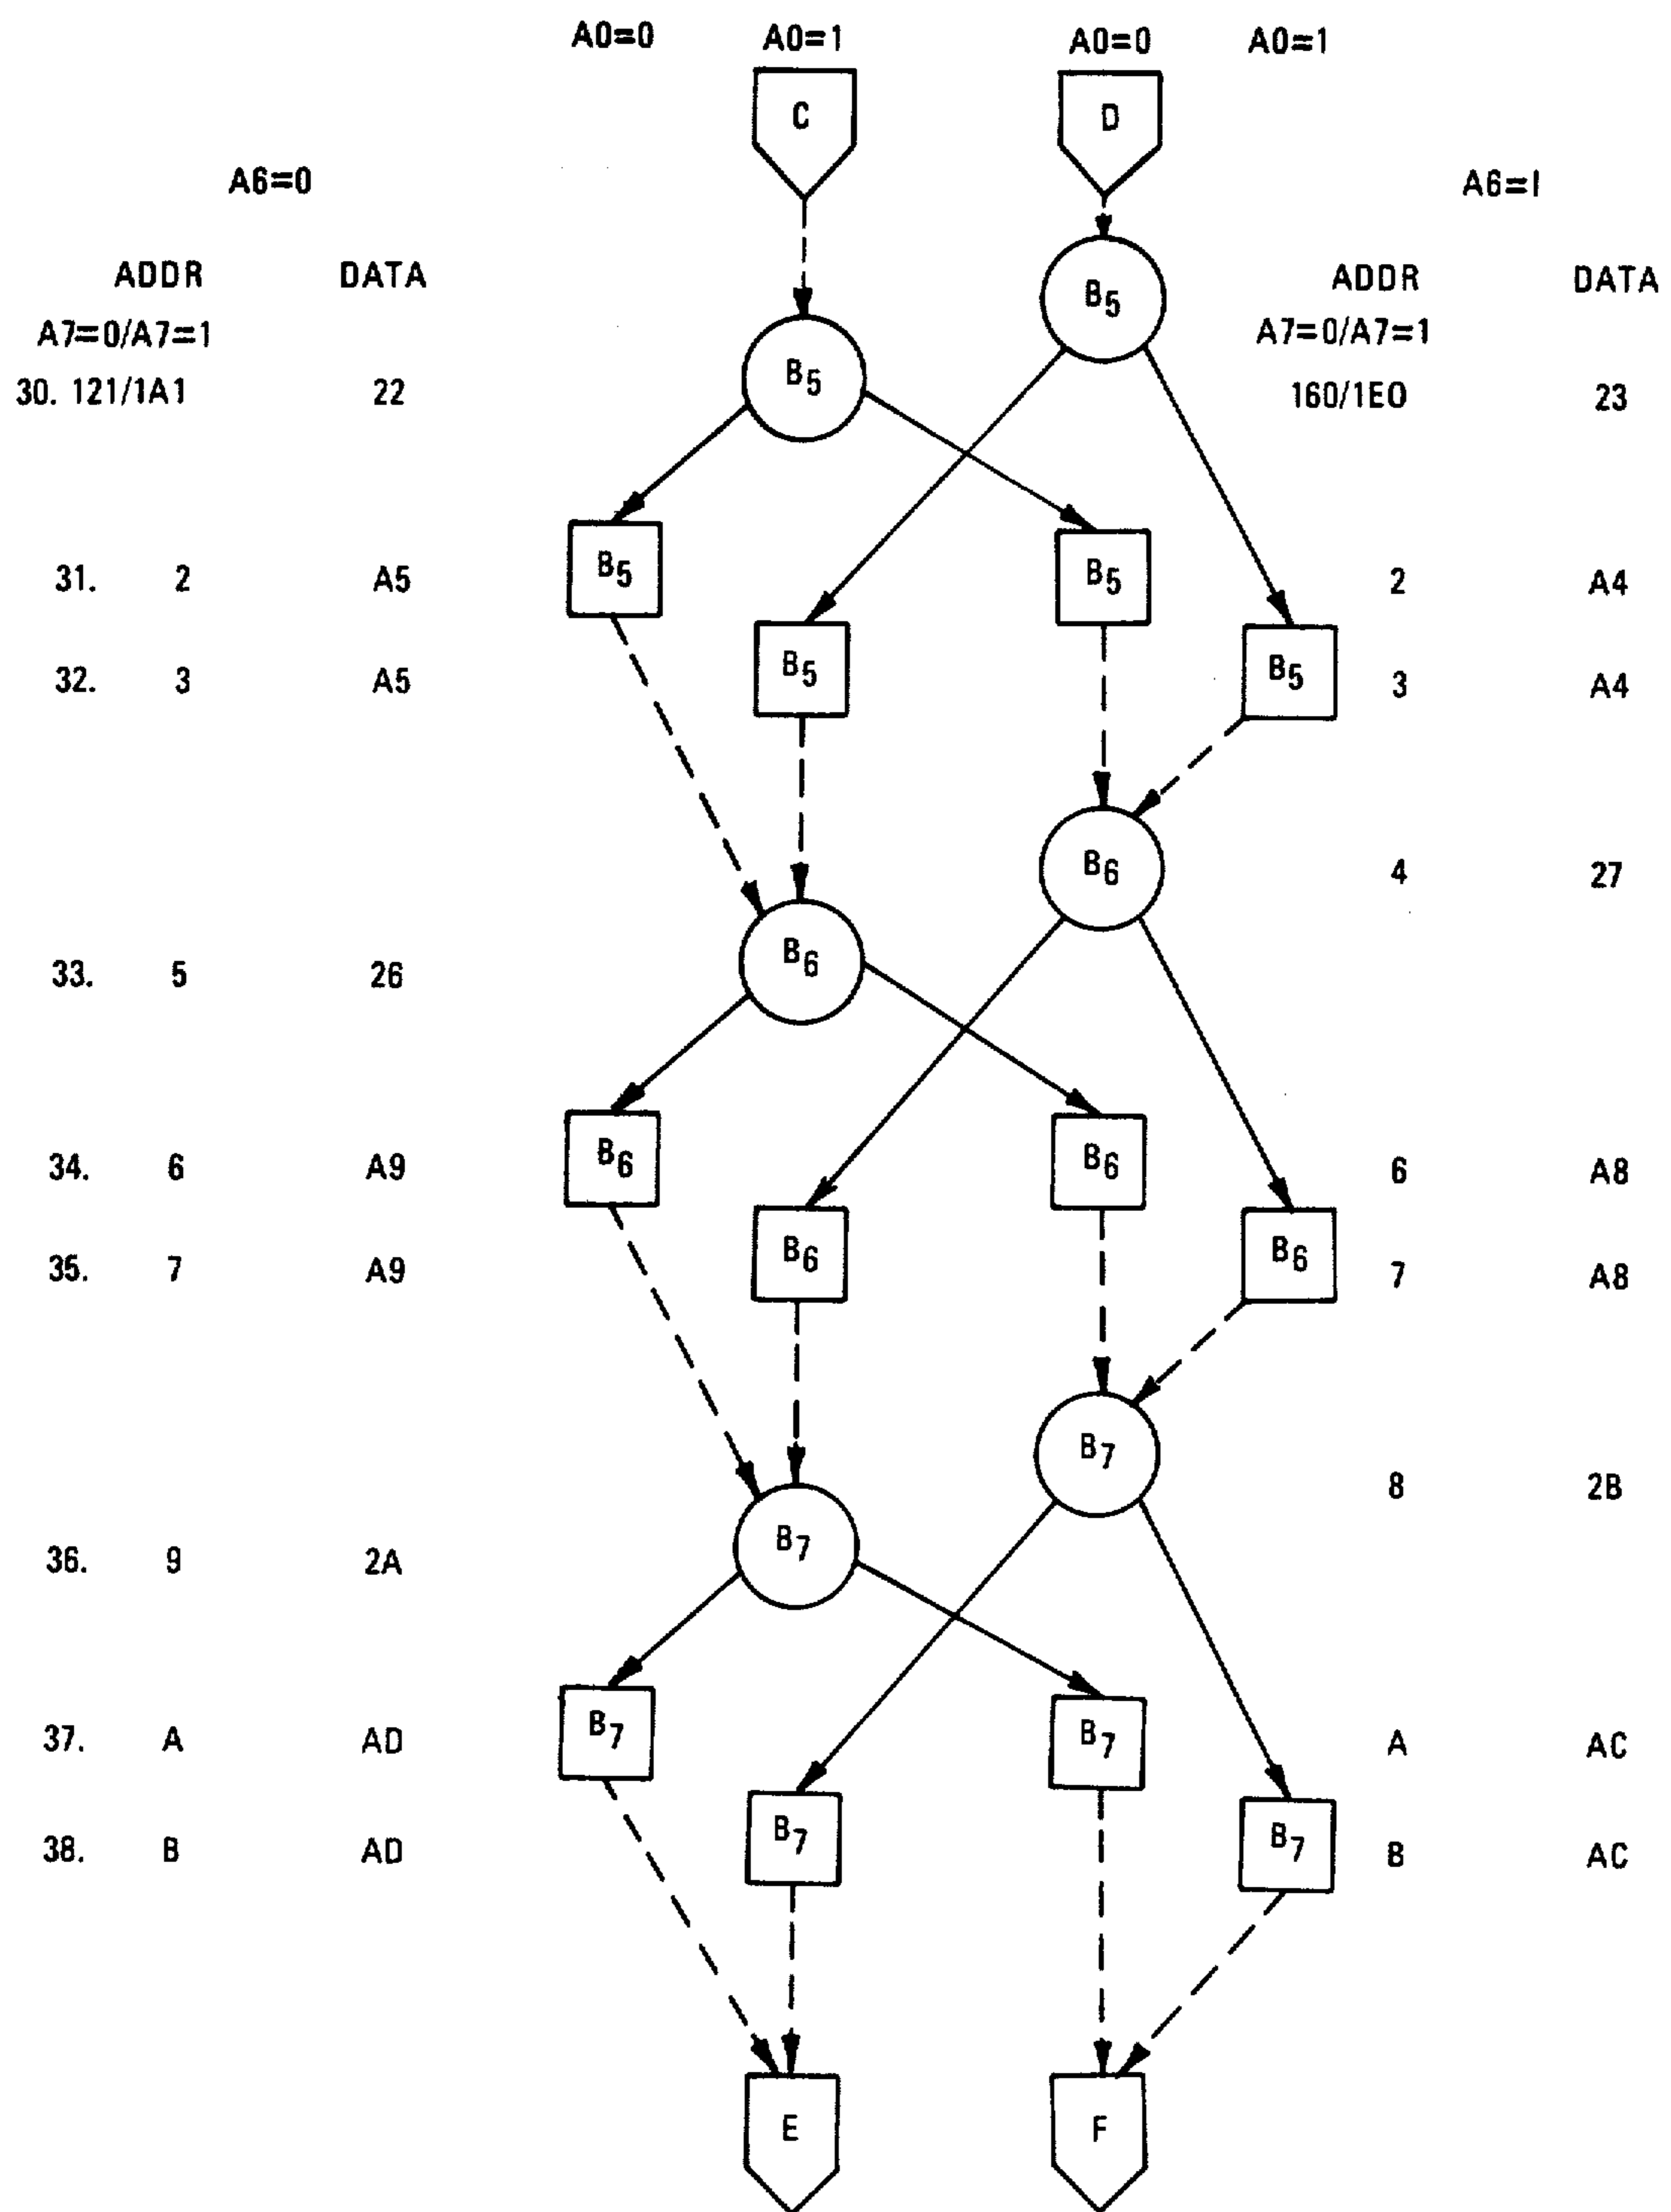 A0=0 A0=1 A0=0 A0=1
C D
A6=0 A6=1
ADDR DATA ADDR DATA
A7=0/A7=1 A7=0/A7=1
B5
30. 121/1A1 22 B5 160/1E0 23
31. 2 A5 B5 B5 2 A4
32. 3 A5 B5 B5 3 A4
B6 4 27
33. 5 26 B6
34. 6 A9 B6 B6 6 A8
35. 7 A9 B6 B6 7 A8
B7 8 2B
36. 9 2A B7
37. A AD B7 B7 A AC
38. B AD B7 B7 B AC
E F